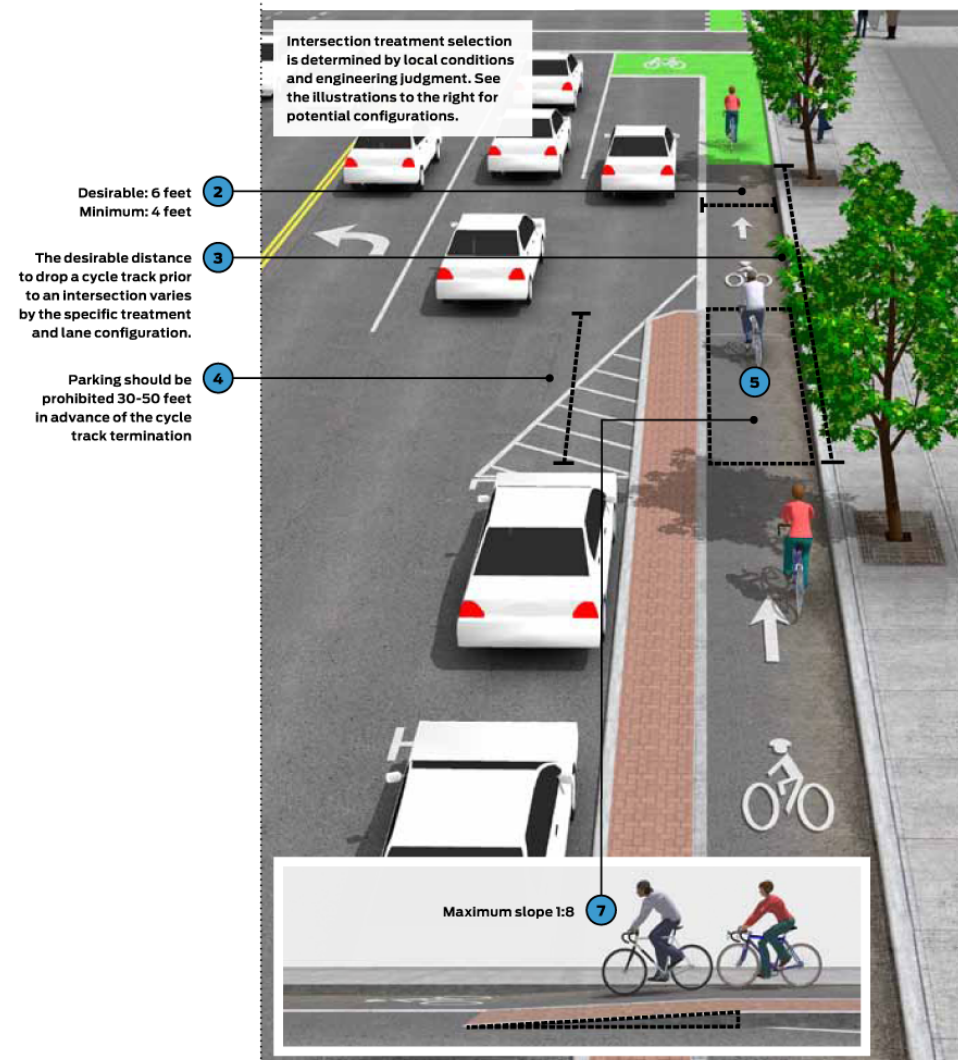 Intersection treatment selection
is determined by local conditions
and engineering judgment. See
the illustrations to the right for
potential configurations.
Desirable: 6 feet
Minimum: 4 feet
2
The desirable distance
to drop a cycle track prior
to an intersection varies
by the specific treatment
and lane configuration.
3
Parking should be
prohibited 30-50 feet
in advance of the cycle
track termination
4
5
Maximum slope 1:8
7